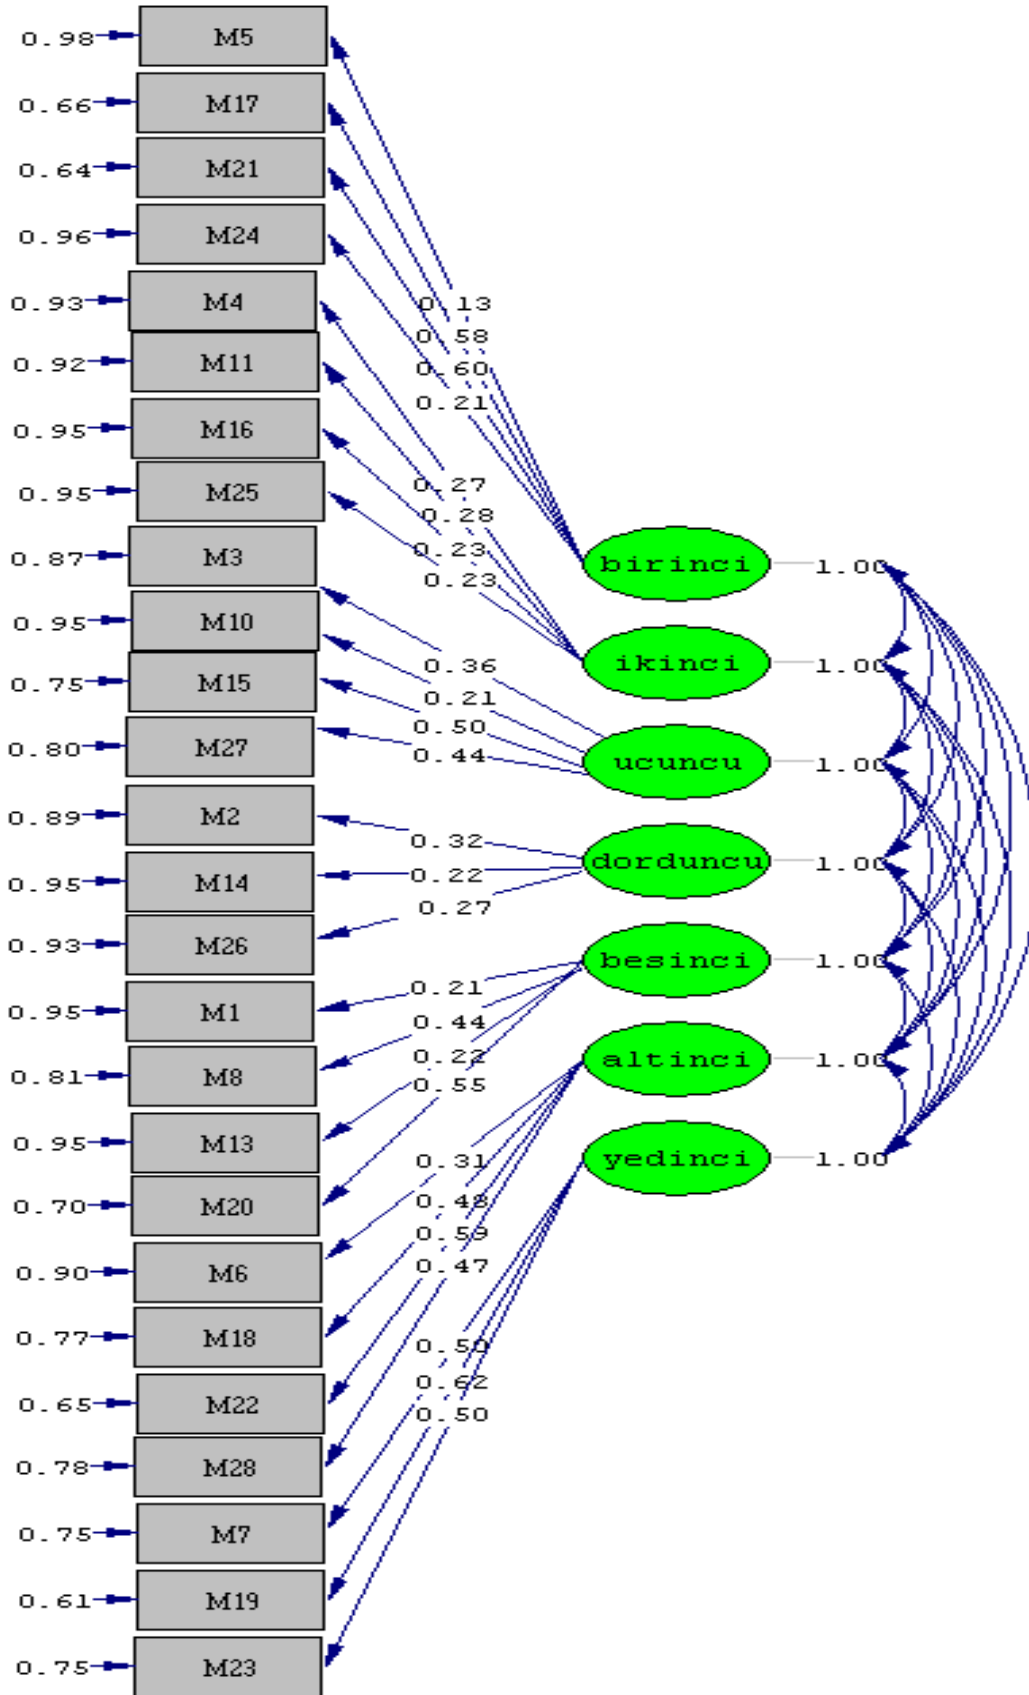 0.98 M5
0.66 M17
0.64 M21
0.96 M24
0.93 M4
0.92 M11
0.95 M16
0.95 M25
0.87 M3
0.95 M10
0.75 M15
0.80 M27
0.89 M2
0.95 M14
0.93 M26
0.95 M1
0.81 M8
0.95 M13
0.70 M20
0.90 M6
0.77 M18
0.65 M22
0.78 M28
0.75 M7
0.61 M19
0.75 M23
0.13
0.58
0.60
0.21
0.27
0.28
0.23
0.23
0.36
0.21
0.50
0.44
0.32
0.22
0.27
0.21
0.44
0.22
0.55
0.31
0.48
0.59
0.47
0.50
0.62
0.50
birinci 1.00
ikinci 1.00
ucuncu 1.00
dorduncu 1.00
besinci 1.00
altinci 1.00
yedinci 1.00